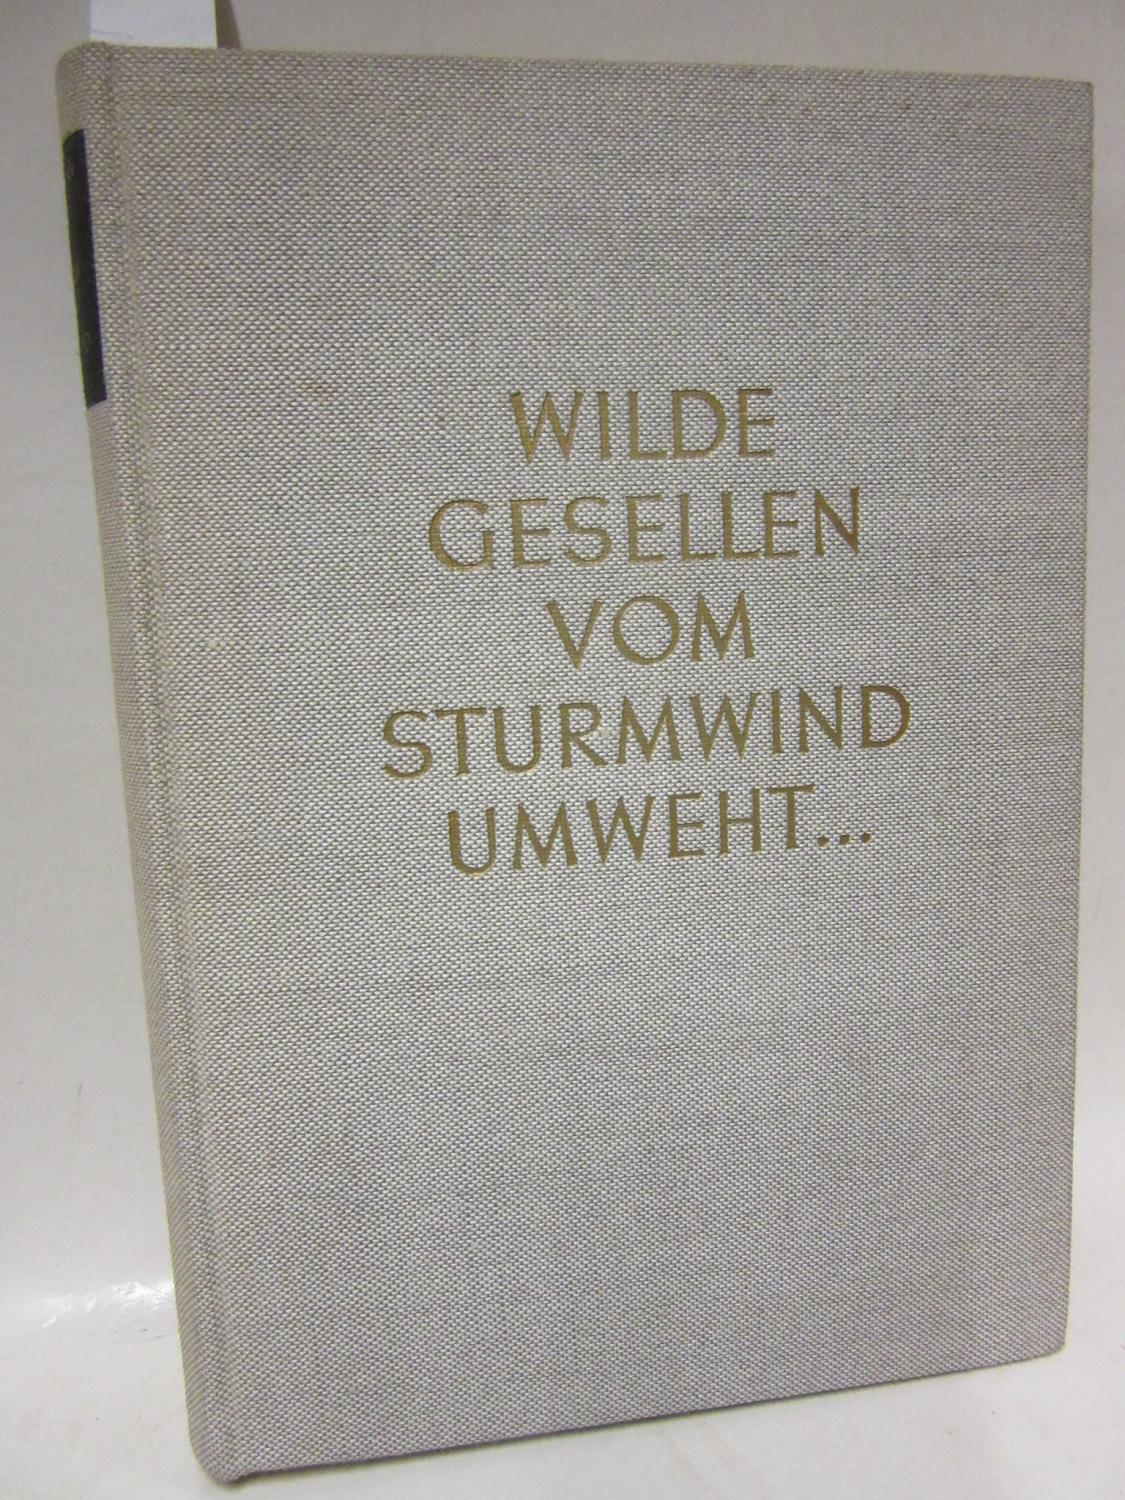 WILDE
GESELLEN
VOM
STURMWIND
UMWEHT...